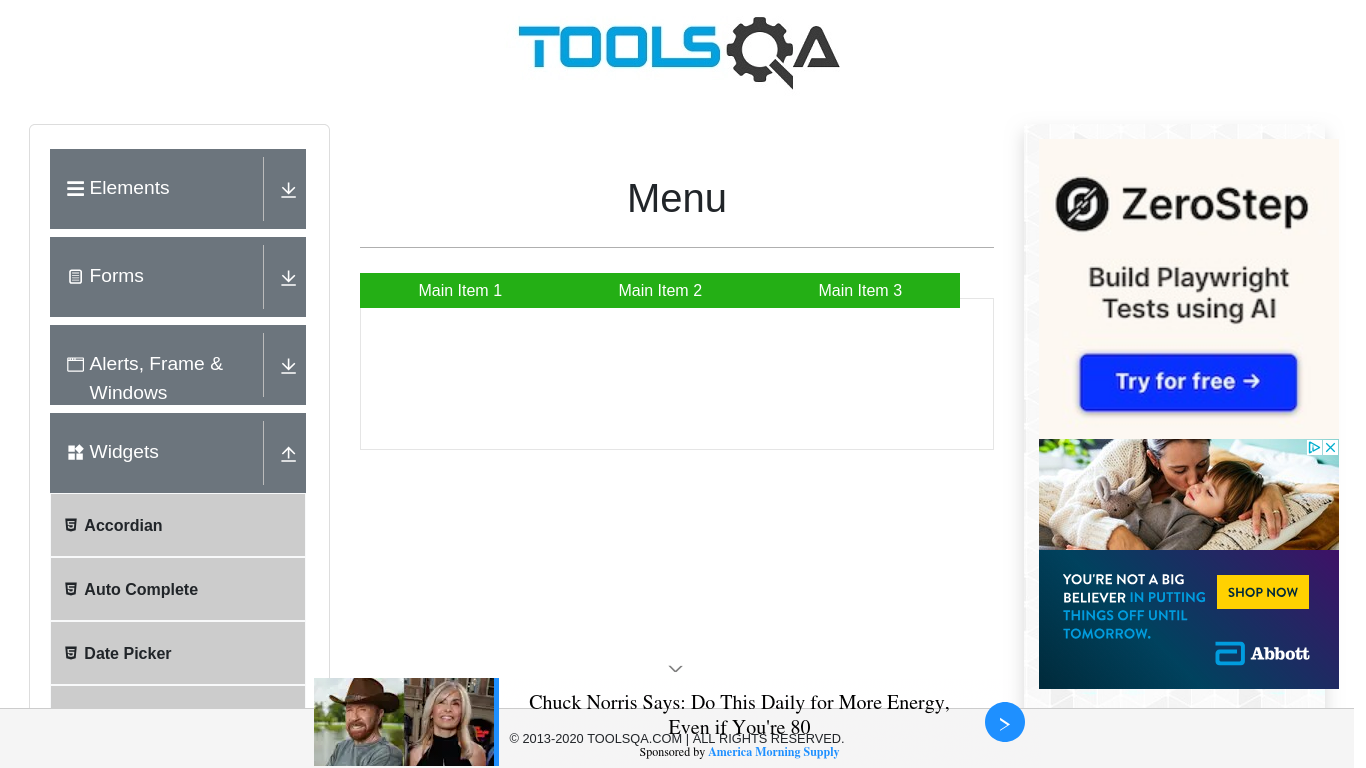 TOOLSQA
Elements
Forms
Alerts, Frame &
Windows
Widgets
Accordian
Auto Complete
Date Picker
Menu
Main Item 1
Main Item 2
Main Item 3
ZeroStep
Build Playwright
Tests using AI
Try for free →
YOU'RE NOT A BIG
BELIEVER IN PUTTING
THINGS OFF UNTIL
TOMORROW.
SHOP NOW
Abbott
Chuck Norris Says: Do This Daily for More Energy,
Even if You're 80
© 2013-2020 TOOLSQA.COM | ALL RIGHTS RESERVED.
Sponsored by America Morning Supply